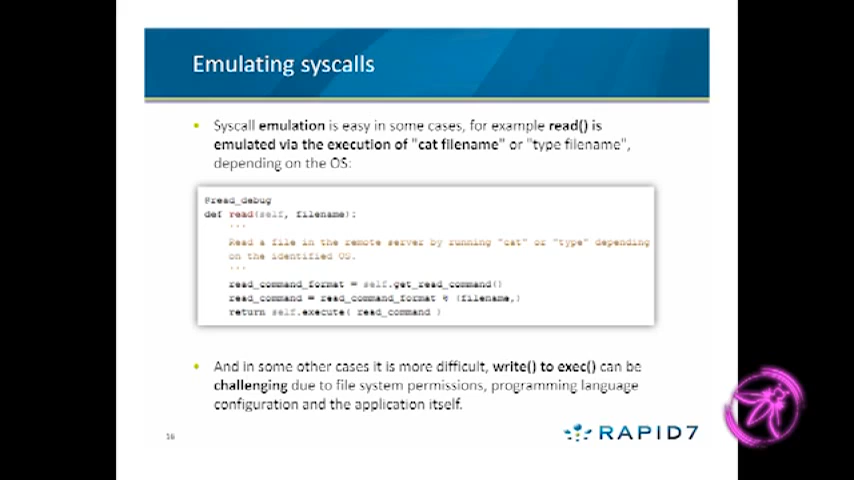 Emulating syscalls
• Syscall emulation is easy in some cases, for example read() is
emulated via the execution of "cat filename" or "type filename",
depending on the OS:
@read_debug
def read(self, filename):
'''
Read a file in the remote server by running "cat" or "type" depending
on the identified OS.
'''
read_command_format = self.get_read_command()
read_command = read_command_format % (filename,)
return self.execute( read_command )
• And in some other cases it is more difficult, write() to exec() can be
challenging due to file system permissions, programming language
configuration and the application itself.
16
RAPID7